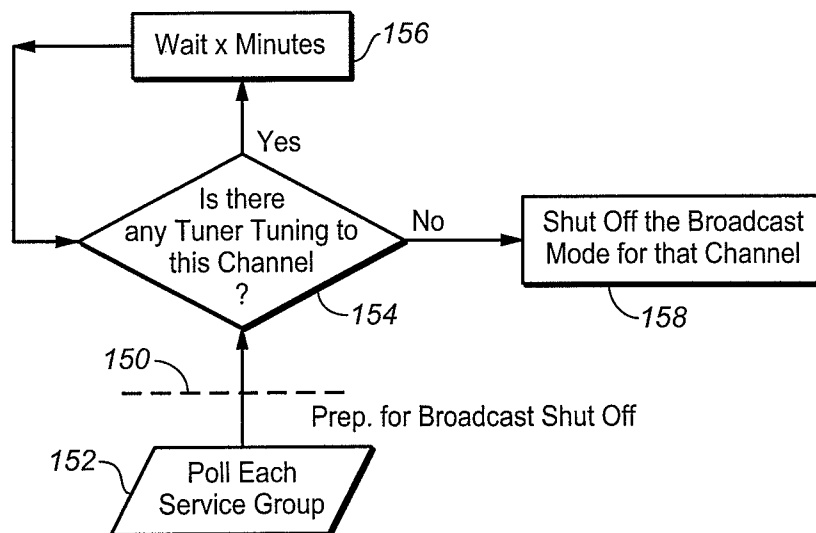 Wait x Minutes
156
Yes
Is there
any Tuner Tuning to
this Channel
?
154
No
Shut Off the Broadcast
Mode for that Channel
158
150
Prep. for Broadcast Shut Off
152
Poll Each
Service Group